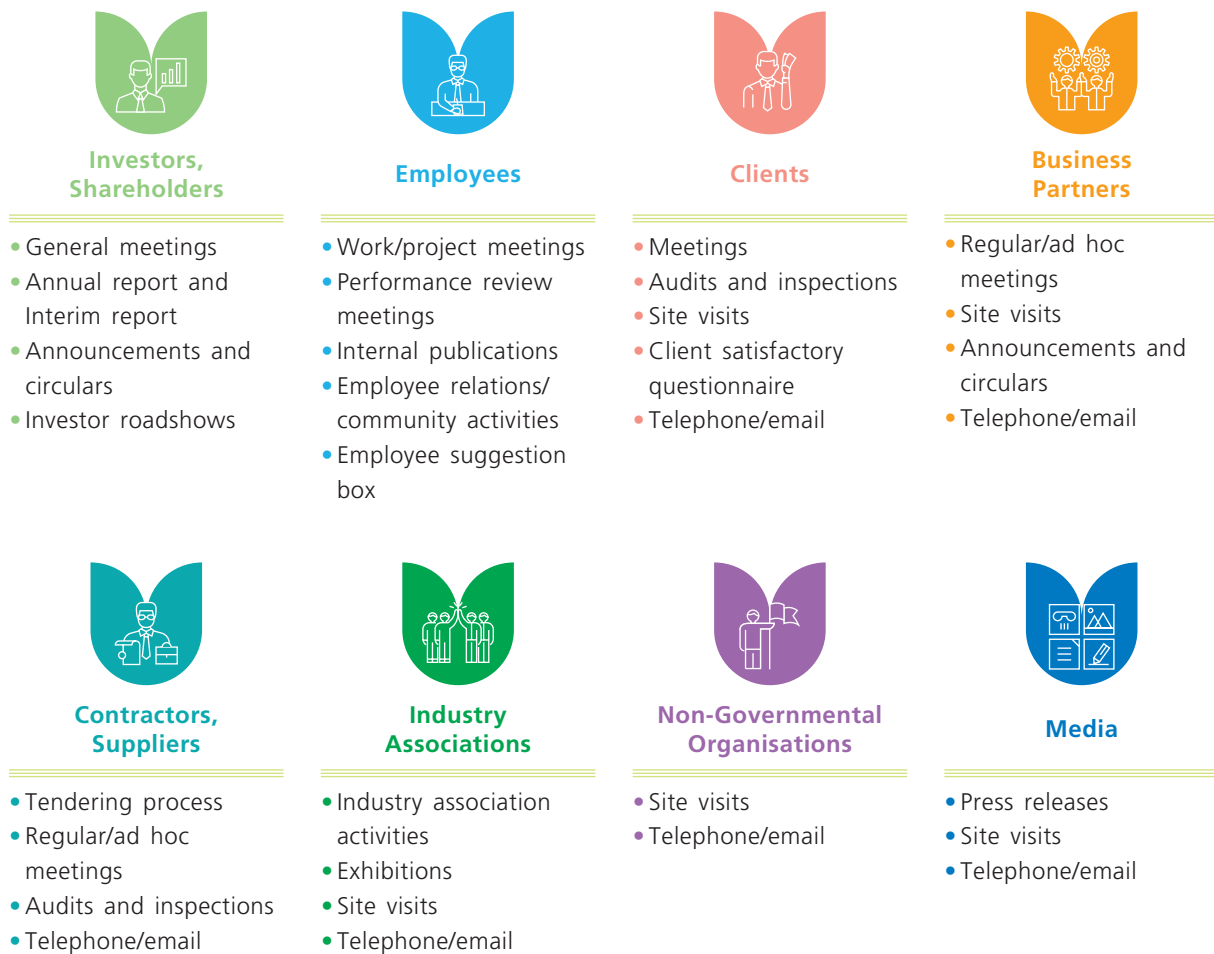 Investors,
Shareholders
• General meetings
• Annual report and
Interim report
• Announcements and
circulars
• Investor roadshows
Employees
• Work/project meetings
• Performance review
meetings
• Internal publications
• Employee relations/
community activities
• Employee suggestion
box
Clients
• Meetings
• Audits and inspections
• Site visits
• Client satisfactory
questionnaire
• Telephone/email
Business
Partners
• Regular/ad hoc
meetings
• Site visits
• Announcements and
circulars
• Telephone/email
Contractors,
Suppliers
• Tendering process
• Regular/ad hoc
meetings
• Audits and inspections
• Telephone/email
Industry
Associations
• Industry association
activities
• Exhibitions
• Site visits
• Telephone/email
Non-Governmental
Organisations
• Site visits
• Telephone/email
Media
• Press releases
• Site visits
• Telephone/email